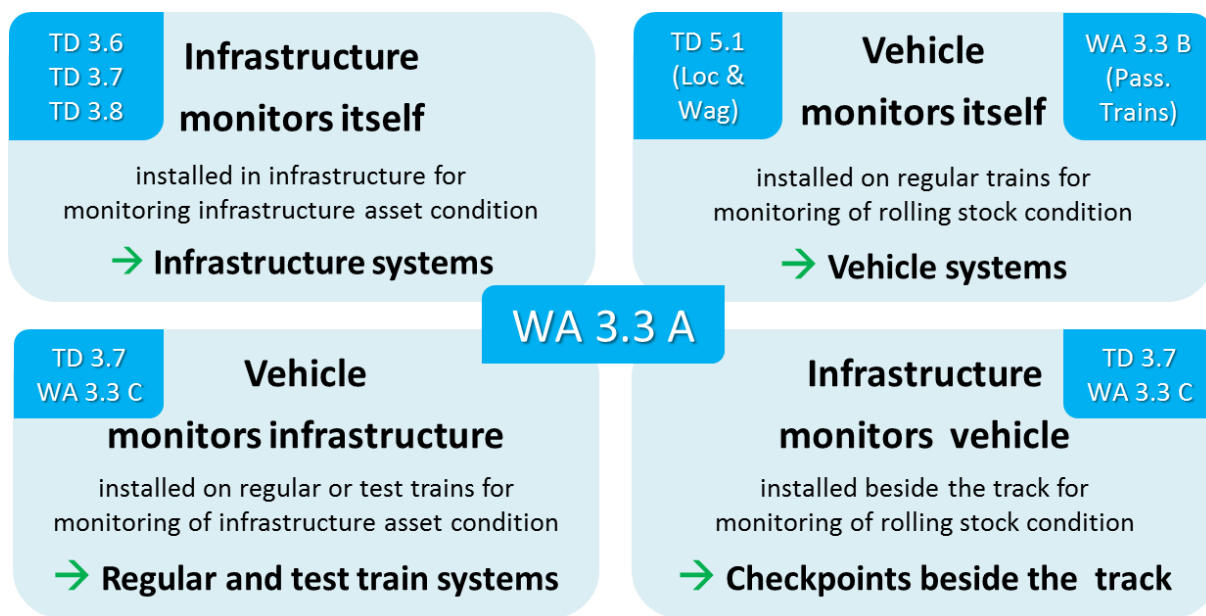 TD 3.6
TD 3.7
TD 3.8
Infrastructure
monitors itself
installed in infrastructure for
monitoring infrastructure asset condition
→ Infrastructure systems
TD 5.1
(Loc &
Wag)
Vehicle
monitors itself
WA 3.3 B
(Pass.
Trains)
installed on regular trains for
monitoring of rolling stock condition
→ Vehicle systems
WA 3.3 A
TD 3.7
WA 3.3 C
Vehicle
monitors infrastructure
installed on regular or test trains for
monitoring of infrastructure asset condition
→ Regular and test train systems
Infrastructure
monitors vehicle
TD 3.7
WA 3.3 C
installed beside the track for
monitoring of rolling stock condition
→ Checkpoints beside the track